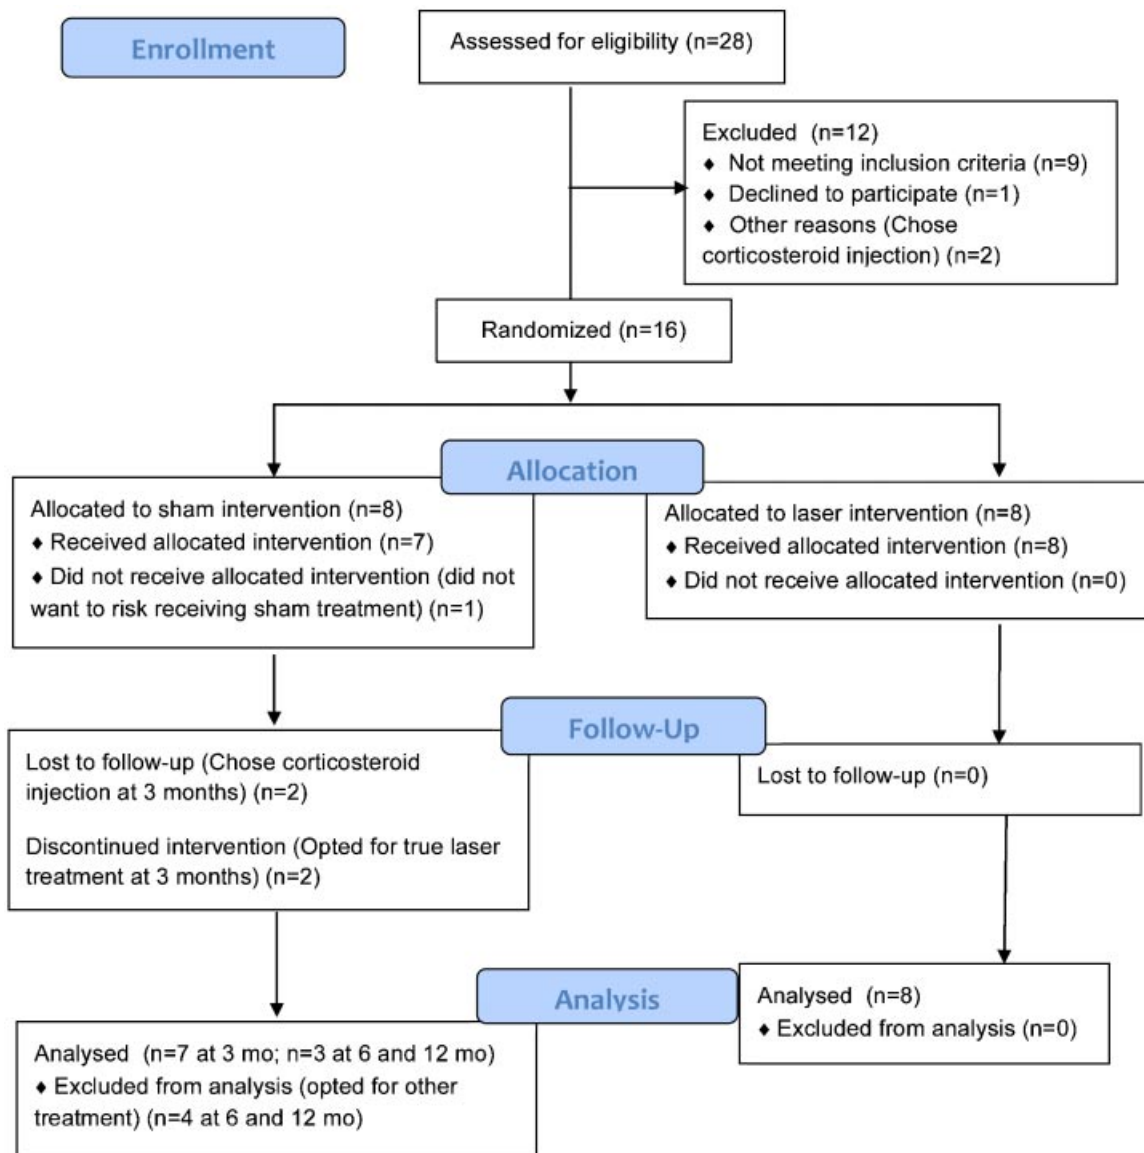 Enrollment
Assessed for eligibility (n=28)
Excluded (n=12)
♦ Not meeting inclusion criteria (n=9)
♦ Declined to participate (n=1)
♦ Other reasons (Chose
corticosteroid injection) (n=2)
Randomized (n=16)
Allocation
Allocated to sham intervention (n=8)
♦ Received allocated intervention (n=7)
♦ Did not receive allocated intervention (did not
want to risk receiving sham treatment) (n=1)
Allocated to laser intervention (n=8)
♦ Received allocated intervention (n=8)
♦ Did not receive allocated intervention (n=0)
Follow-Up
Lost to follow-up (Chose corticosteroid
injection at 3 months) (n=2)
Discontinued intervention (Opted for true laser
treatment at 3 months) (n=2)
Lost to follow-up (n=0)
Analysis
Analysed (n=7 at 3 mo; n=3 at 6 and 12 mo)
♦ Excluded from analysis (opted for other
treatment) (n=4 at 6 and 12 mo)
Analysed (n=8)
♦ Excluded from analysis (n=0)